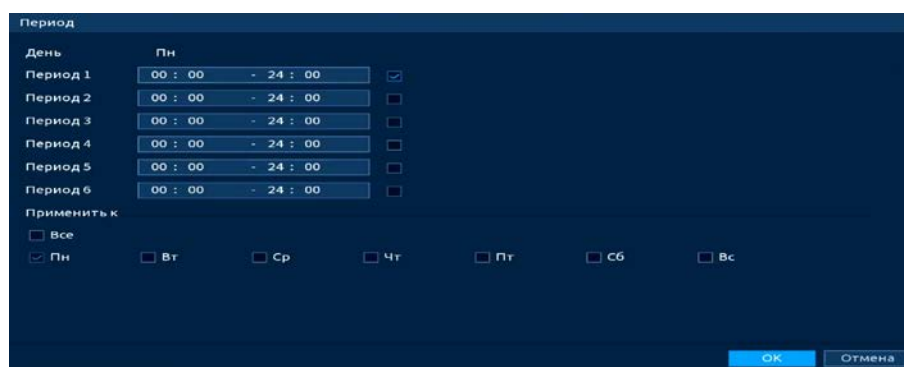 Период
День Пн
Период 1 00 : 00 - 24 : 00
Период 2 00 : 00 - 24 : 00
Период 3 00 : 00 - 24 : 00
Период 4 00 : 00 - 24 : 00
Период 5 00 : 00 - 24 : 00
Период 6 00 : 00 - 24 : 00
Применить к
Все
Пн Вт Ср Чт Пт Сб Вс
ОК Отмена